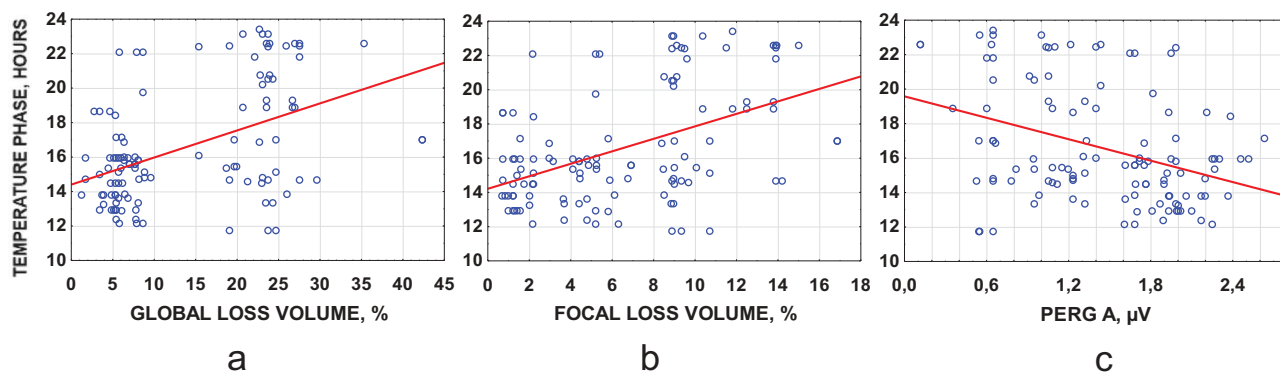 TEMPERATURE PHASE, HOURS
24
22
20
18
16
14
12
10
0 5 10 15 20 25 30 35 40 45
GLOBAL LOSS VOLUME, %
a
24
22
20
18
16
14
12
10
0 2 4 6 8 10 12 14 16 18
FOCAL LOSS VOLUME, %
b
24
22
20
18
16
14
12
10
0,0 0,6 1,2 1,8 2,4
PERG A, µV
c